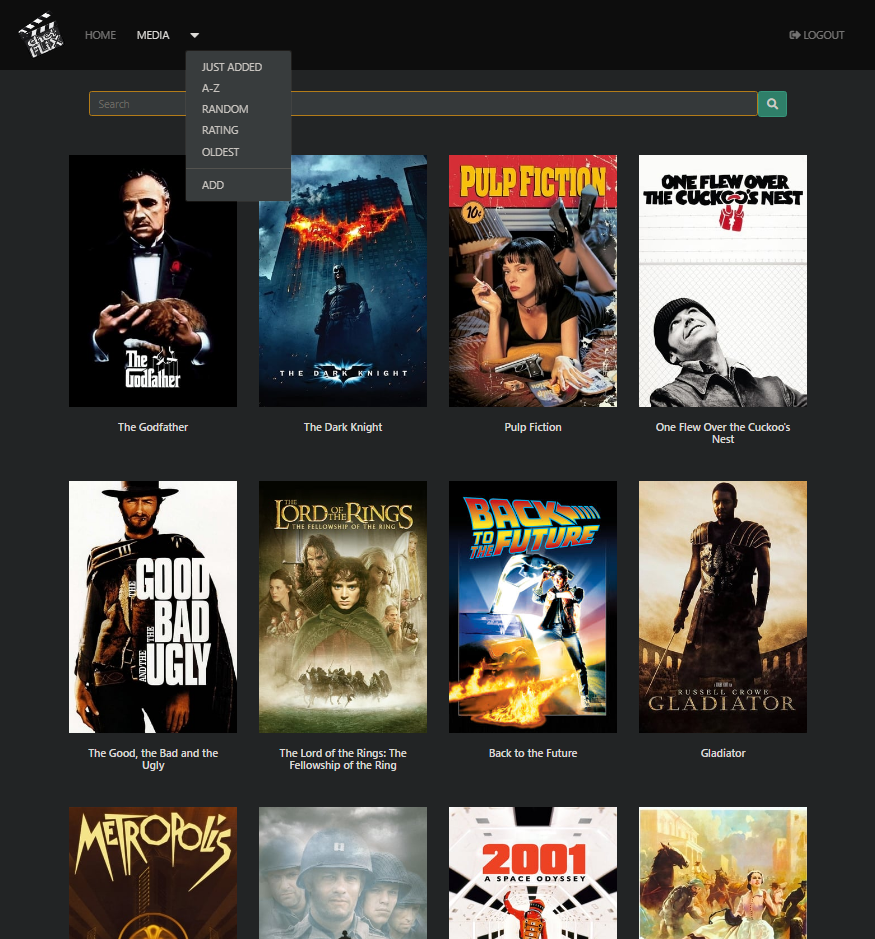 chef
FLIX
HOME
MEDIA
LOGOUT
JUST ADDED
A-Z
RANDOM
RATING
OLDEST
ADD
Search
The
Godfather
THE DARK KNIGHT
PULP FICTION
10¢
ONE FLEW OVER
THE CUCKOO'S NEST
The Godfather
The Dark Knight
Pulp Fiction
One Flew Over the Cuckoo's
Nest
THE
GOOD
THE
BAD
AND THE
UGLY
THE
LORD OF THE RINGS
THE FELLOWSHIP OF THE RING
BACK
TO THE
FUTURE
RUSSELL CROWE
GLADIATOR
The Good, the Bad and the
Ugly
The Lord of the Rings: The
Fellowship of the Ring
Back to the Future
Gladiator
METROPOLIS
2001
A SPACE ODYSSEY